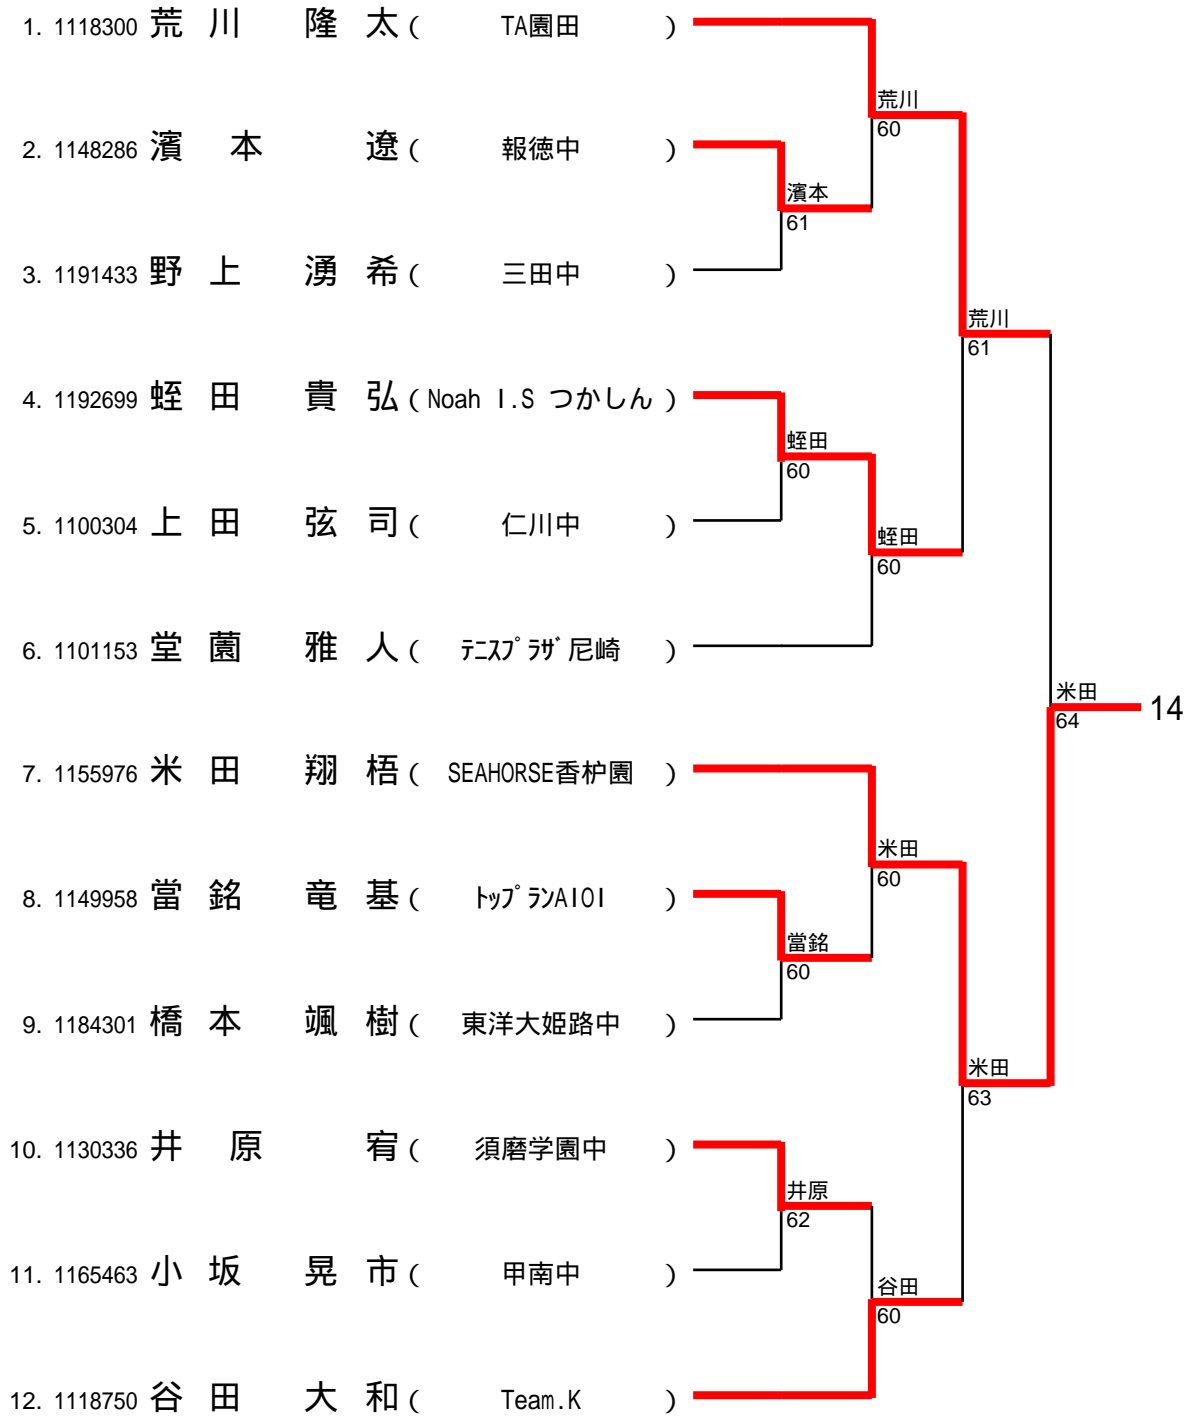 1. 1118300 荒川 隆太 ( TA園田 )
荒川
60
2. 1148286 濱本 遼 ( 報徳中 )
濱本
61
3. 1191433 野上 湧希 ( 三田中 )
荒川
61
4. 1192699 蛭田 貴弘 ( Noah I.S つかしん )
蛭田
60
5. 1100304 上田 弦司 ( 仁川中 )
蛭田
60
6. 1101153 堂薗 雅人 ( テニスプラザ尼崎 )
米田
64
14
7. 1155976 米田 翔梧 ( SEAHORSE香枦園 )
米田
60
8. 1149958 當銘 竜基 ( トップランAIOI )
當銘
60
9. 1184301 橋本 颯樹 ( 東洋大姫路中 )
米田
63
10. 1130336 井原 宥 ( 須磨学園中 )
井原
62
11. 1165463 小坂 晃市 ( 甲南中 )
谷田
60
12. 1118750 谷田 大和 ( Team.K )